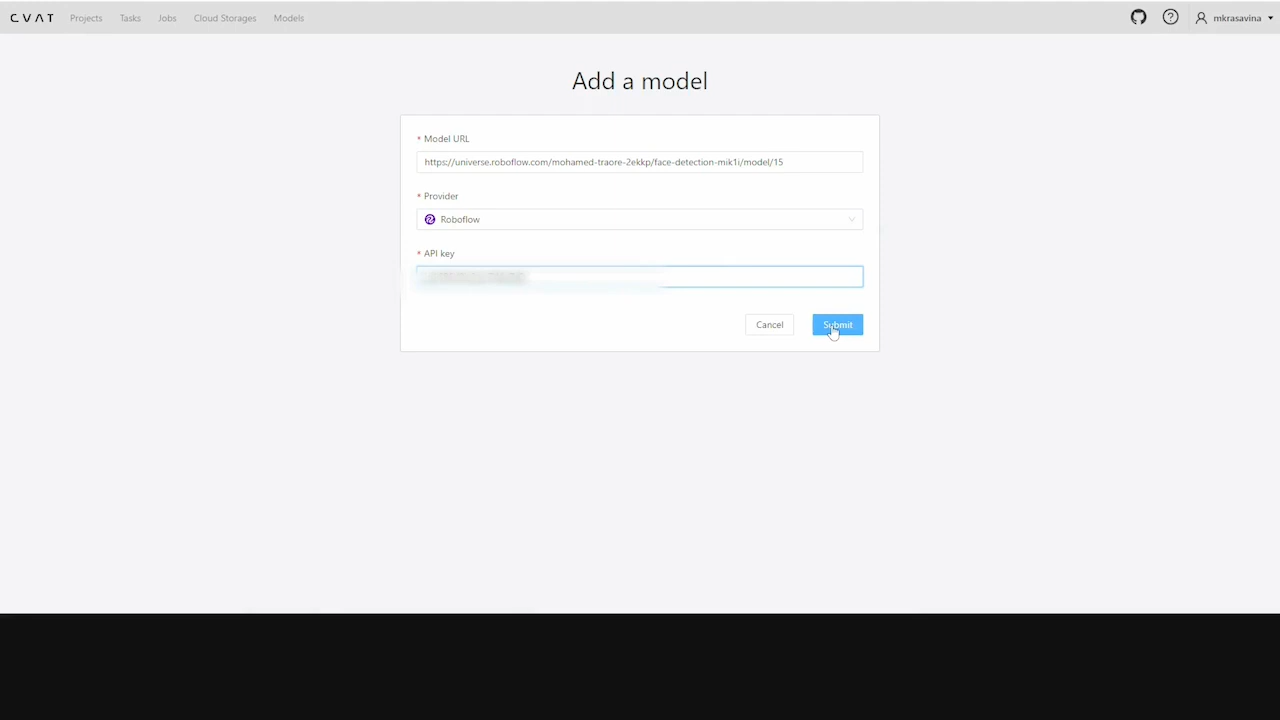 CVAT Projects Tasks Jobs Cloud Storages Models mkrasavina
Add a model
* Model URL
https://universe.roboflow.com/mohamed-traore-2ekkp/face-detection-mik1i/model/15
* Provider
Roboflow
* API key
Cancel Submit